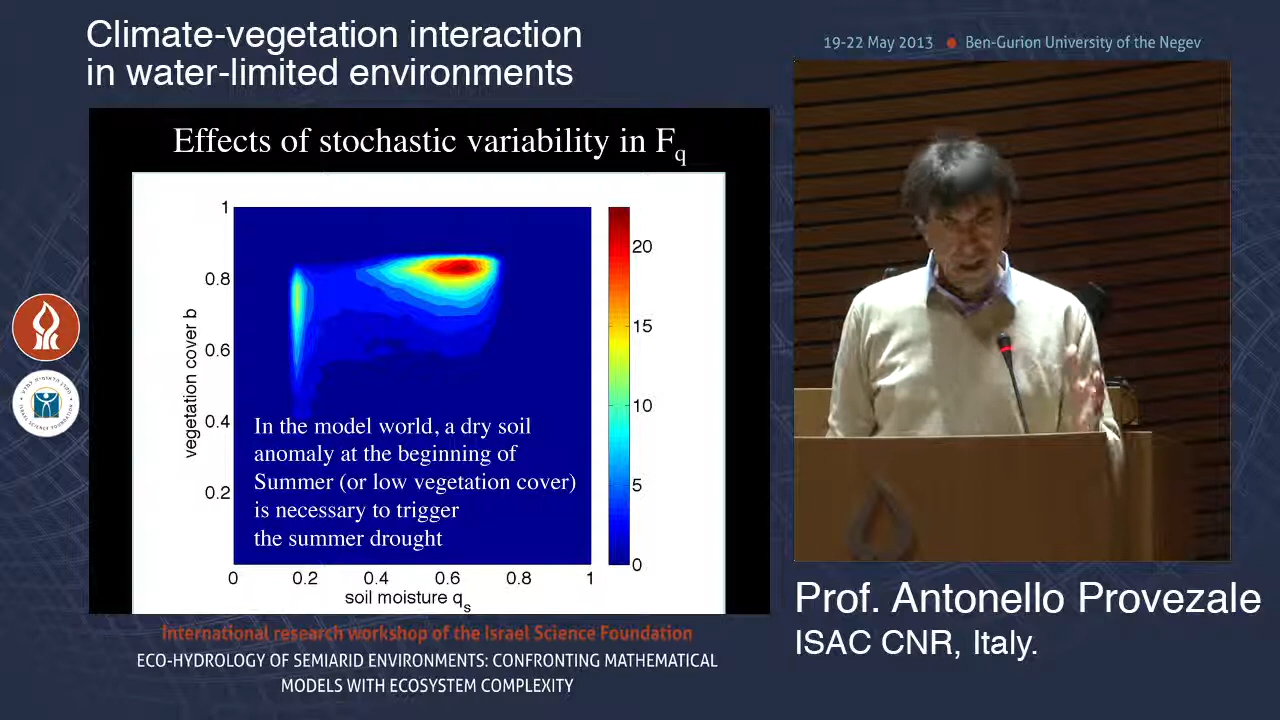 Climate-vegetation interaction
in water-limited environments
19-22 May 2013 ● Ben-Gurion University of the Negev
Effects of stochastic variability in Fq
1
0.8
0.6
0.4
0.2
vegetation cover b
0 0.2 0.4 0.6 0.8 1
soil moisture qs
20
15
10
5
0
In the model world, a dry soil
anomaly at the beginning of
Summer (or low vegetation cover)
is necessary to trigger
the summer drought
Prof. Antonello Provezale
ISAC CNR, Italy.
International research workshop of the Israel Science Foundation
ECO-HYDROLOGY OF SEMIARID ENVIRONMENTS: CONFRONTING MATHEMATICAL
MODELS WITH ECOSYSTEM COMPLEXITY